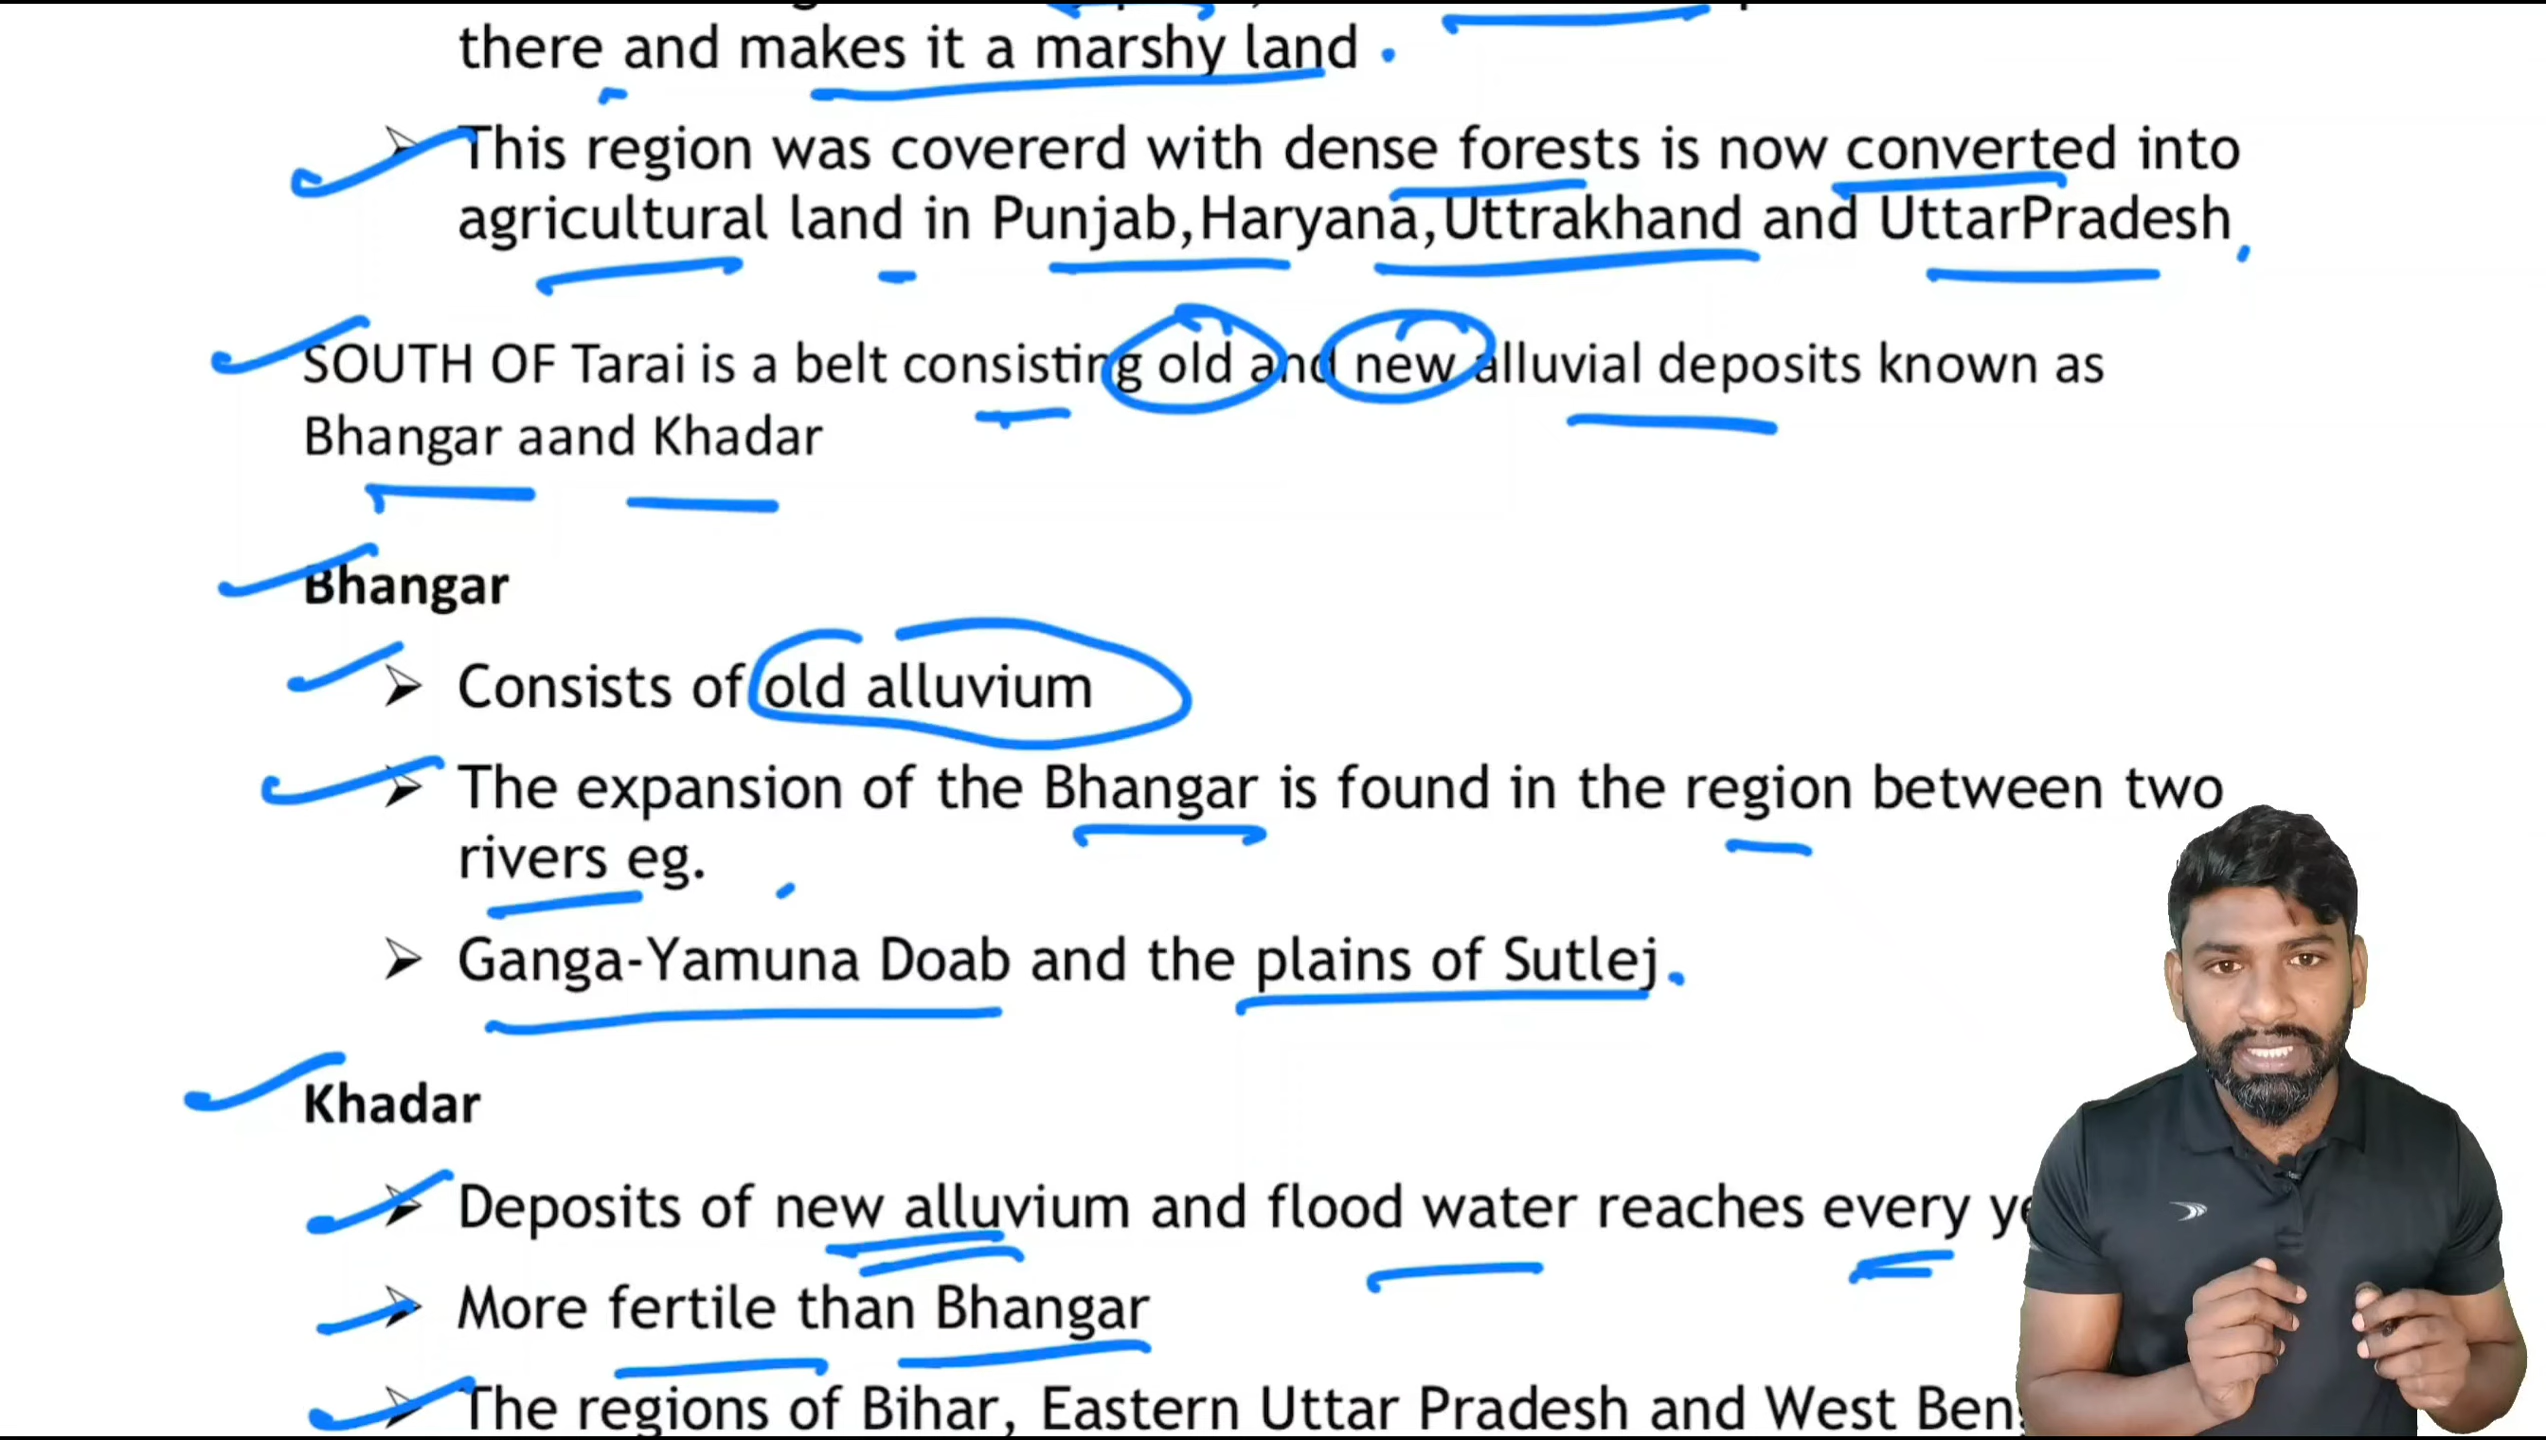 there and makes it a marshy land
➢ This region was covererd with dense forests is now converted into
agricultural land in Punjab,Haryana,Uttrakhand and UttarPradesh
SOUTH OF Tarai is a belt consisting old and new alluvial deposits known as
Bhangar aand Khadar
Bhangar
➢ Consists of old alluvium
➢ The expansion of the Bhangar is found in the region between two
rivers eg.
➢ Ganga-Yamuna Doab and the plains of Sutlej.
Khadar
➢ Deposits of new alluvium and flood water reaches every
➢ More fertile than Bhangar
➢ The regions of Bihar, Eastern Uttar Pradesh and West